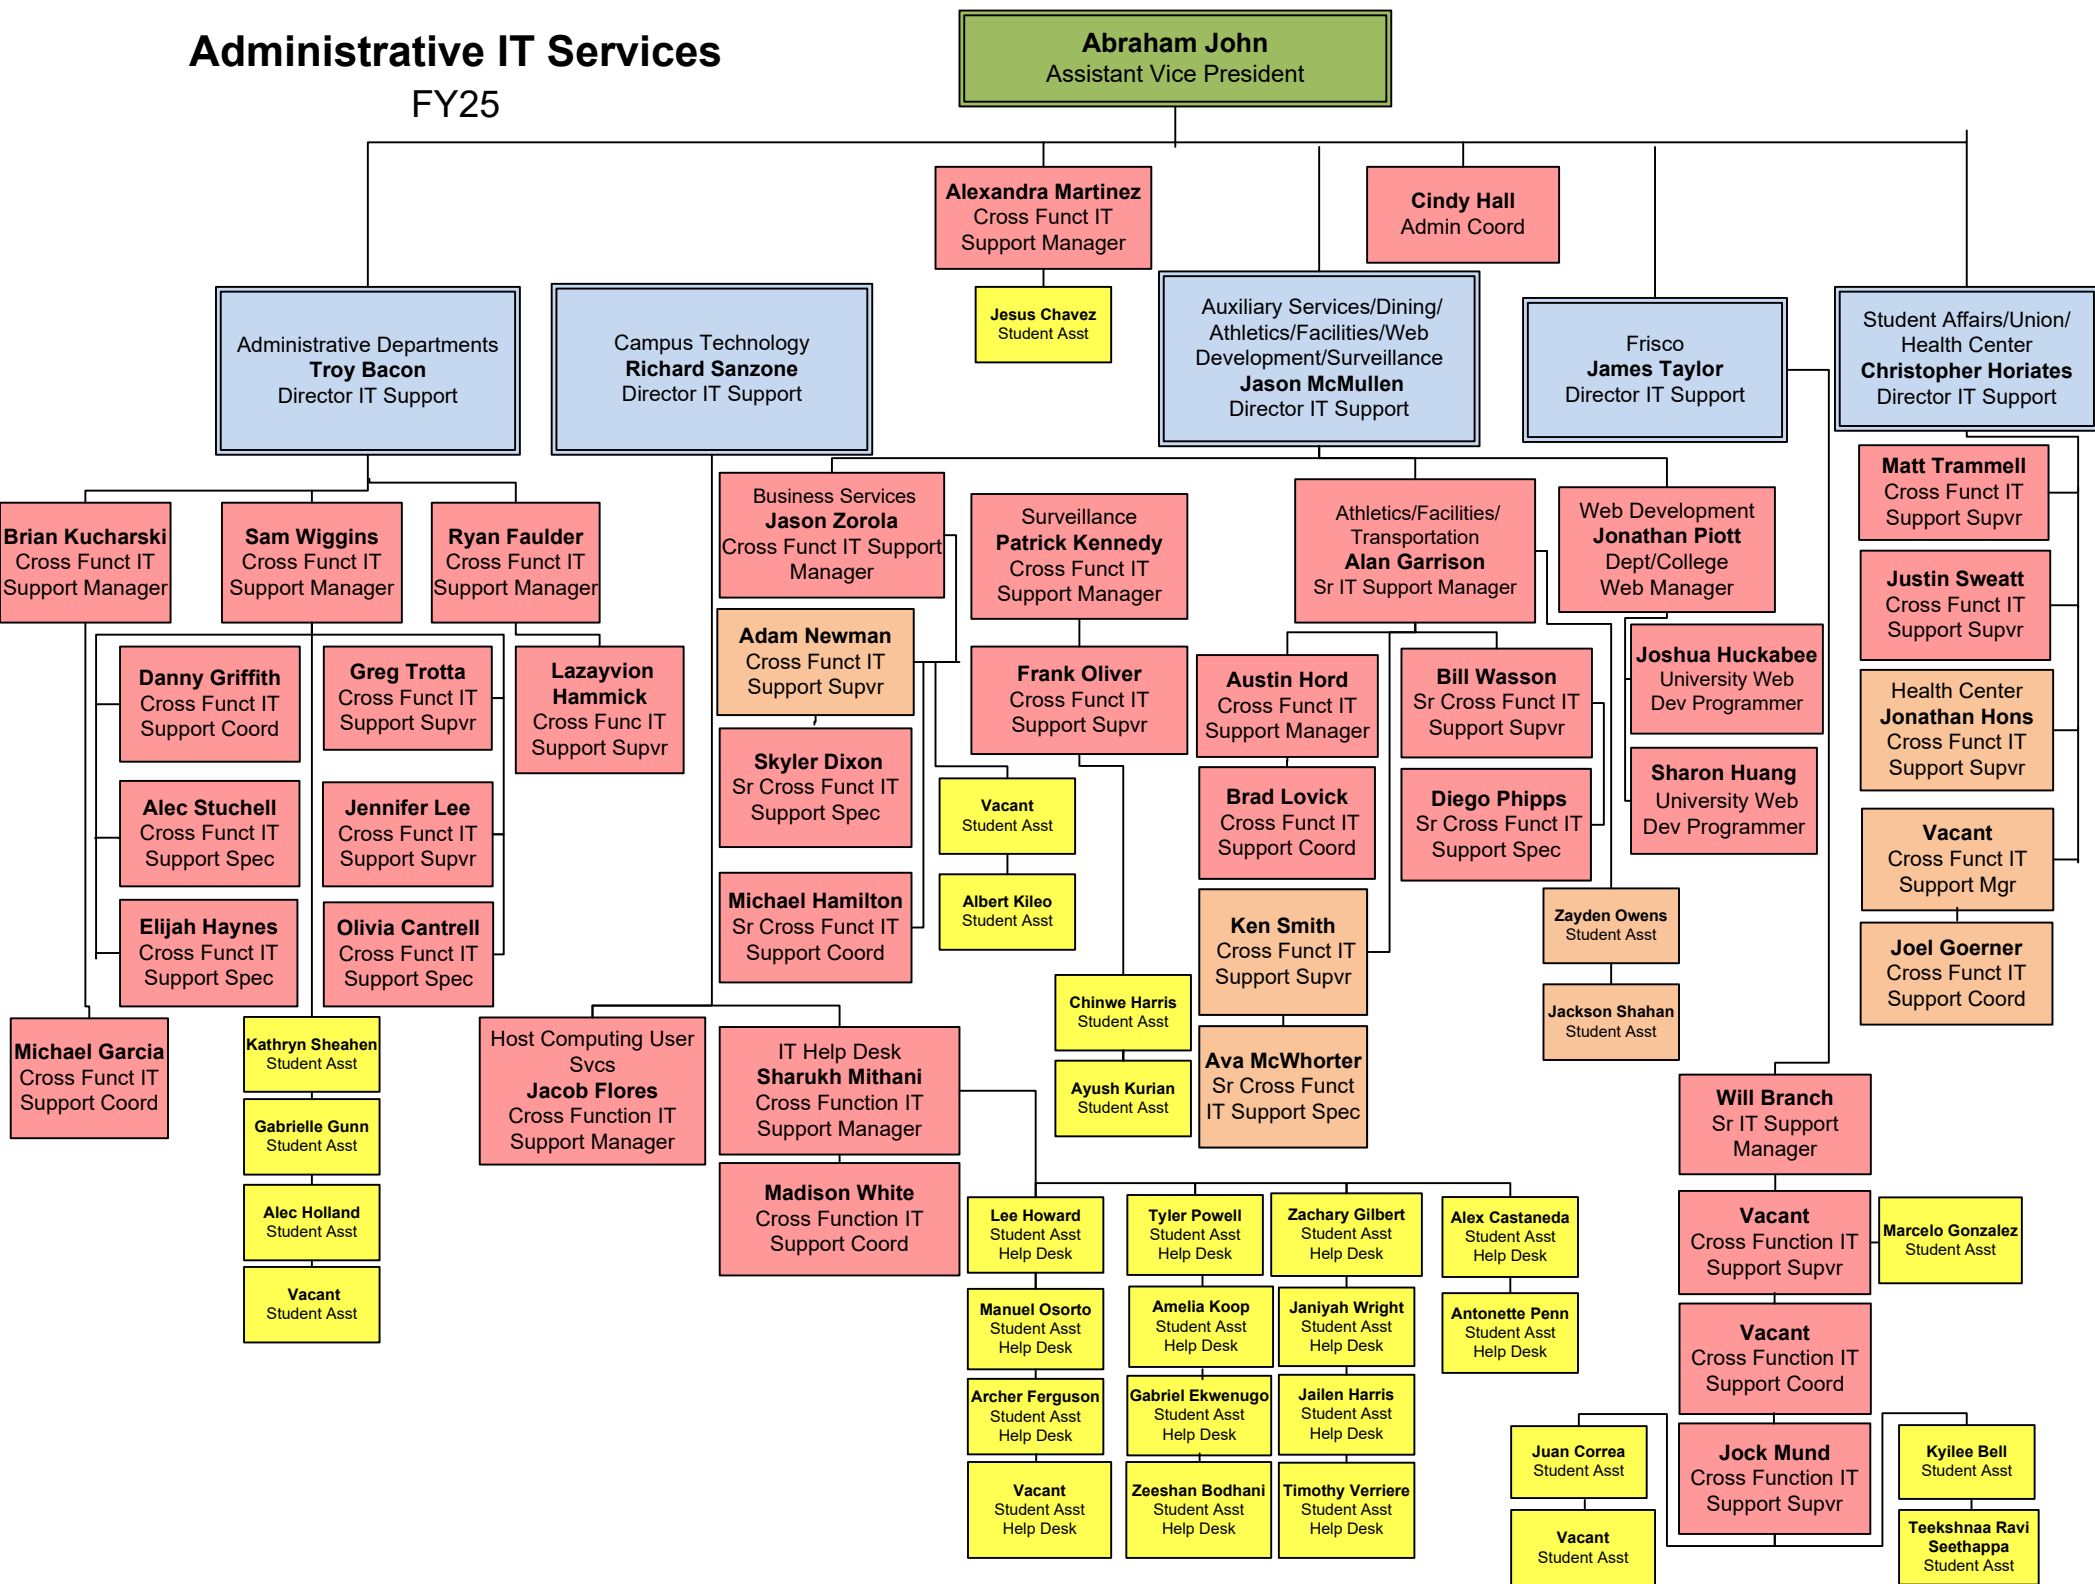 Administrative IT Services
FY25
Abraham John
Assistant Vice President
Alexandra Martinez
Cross Funct IT
Support Manager
Cindy Hall
Admin Coord
Jesus Chavez
Student Asst
Administrative Departments
Troy Bacon
Director IT Support
Campus Technology
Richard Sanzone
Director IT Support
Auxiliary Services/Dining/
Athletics/Facilities/Web
Development/Surveillance
Jason McMullen
Director IT Support
Frisco
James Taylor
Director IT Support
Student Affairs/Union/
Health Center
Christopher Horiates
Director IT Support
Brian Kucharski
Cross Funct IT
Support Manager
Sam Wiggins
Cross Funct IT
Support Manager
Ryan Faulder
Cross Funct IT
Support Manager
Business Services
Jason Zorola
Cross Funct IT Support
Manager
Surveillance
Patrick Kennedy
Cross Funct IT
Support Manager
Athletics/Facilities/
Transportation
Alan Garrison
Sr IT Support Manager
Web Development
Jonathan Piott
Dept/College
Web Manager
Matt Trammell
Cross Funct IT
Support Supvr
Justin Sweatt
Cross Funct IT
Support Supvr
Health Center
Jonathan Hons
Cross Funct IT
Support Supvr
Vacant
Cross Funct IT
Support Mgr
Joel Goerner
Cross Funct IT
Support Coord
Danny Griffith
Cross Funct IT
Support Coord
Greg Trotta
Cross Funct IT
Support Supvr
Lazayvion
Hammick
Cross Func IT
Support Supvr
Alec Stuchell
Cross Funct IT
Support Spec
Jennifer Lee
Cross Funct IT
Support Supvr
Elijah Haynes
Cross Funct IT
Support Spec
Olivia Cantrell
Cross Funct IT
Support Spec
Michael Garcia
Cross Funct IT
Support Coord
Kathryn Sheahen
Student Asst
Gabrielle Gunn
Student Asst
Alec Holland
Student Asst
Vacant
Student Asst
Adam Newman
Cross Funct IT
Support Supvr
Skyler Dixon
Sr Cross Funct IT
Support Spec
Michael Hamilton
Sr Cross Funct IT
Support Coord
Vacant
Student Asst
Albert Kileo
Student Asst
Frank Oliver
Cross Funct IT
Support Supvr
Chinwe Harris
Student Asst
Ayush Kurian
Student Asst
Austin Hord
Cross Funct IT
Support Manager
Brad Lovick
Cross Funct IT
Support Coord
Ken Smith
Cross Funct IT
Support Supvr
Ava McWhorter
Sr Cross Funct
IT Support Spec
Bill Wasson
Sr Cross Funct IT
Support Supvr
Diego Phipps
Sr Cross Funct IT
Support Spec
Joshua Huckabee
University Web
Dev Programmer
Sharon Huang
University Web
Dev Programmer
Zayden Owens
Student Asst
Jackson Shahan
Student Asst
Host Computing User
Svcs
Jacob Flores
Cross Function IT
Support Manager
IT Help Desk
Sharukh Mithani
Cross Function IT
Support Manager
Madison White
Cross Function IT
Support Coord
Lee Howard
Student Asst
Help Desk
Tyler Powell
Student Asst
Help Desk
Zachary Gilbert
Student Asst
Help Desk
Alex Castaneda
Student Asst
Help Desk
Manuel Osorto
Student Asst
Help Desk
Amelia Koop
Student Asst
Help Desk
Janiyah Wright
Student Asst
Help Desk
Antonette Penn
Student Asst
Help Desk
Archer Ferguson
Student Asst
Help Desk
Gabriel Ekwenugo
Student Asst
Help Desk
Jailen Harris
Student Asst
Help Desk
Vacant
Student Asst
Help Desk
Zeeshan Bodhani
Student Asst
Help Desk
Timothy Verriere
Student Asst
Help Desk
Will Branch
Sr IT Support
Manager
Vacant
Cross Function IT
Support Supvr
Marcelo Gonzalez
Student Asst
Vacant
Cross Function IT
Support Coord
Jock Mund
Cross Function IT
Support Supvr
Juan Correa
Student Asst
Vacant
Student Asst
Kyilee Bell
Student Asst
Teekshnaa Ravi
Seethappa
Student Asst